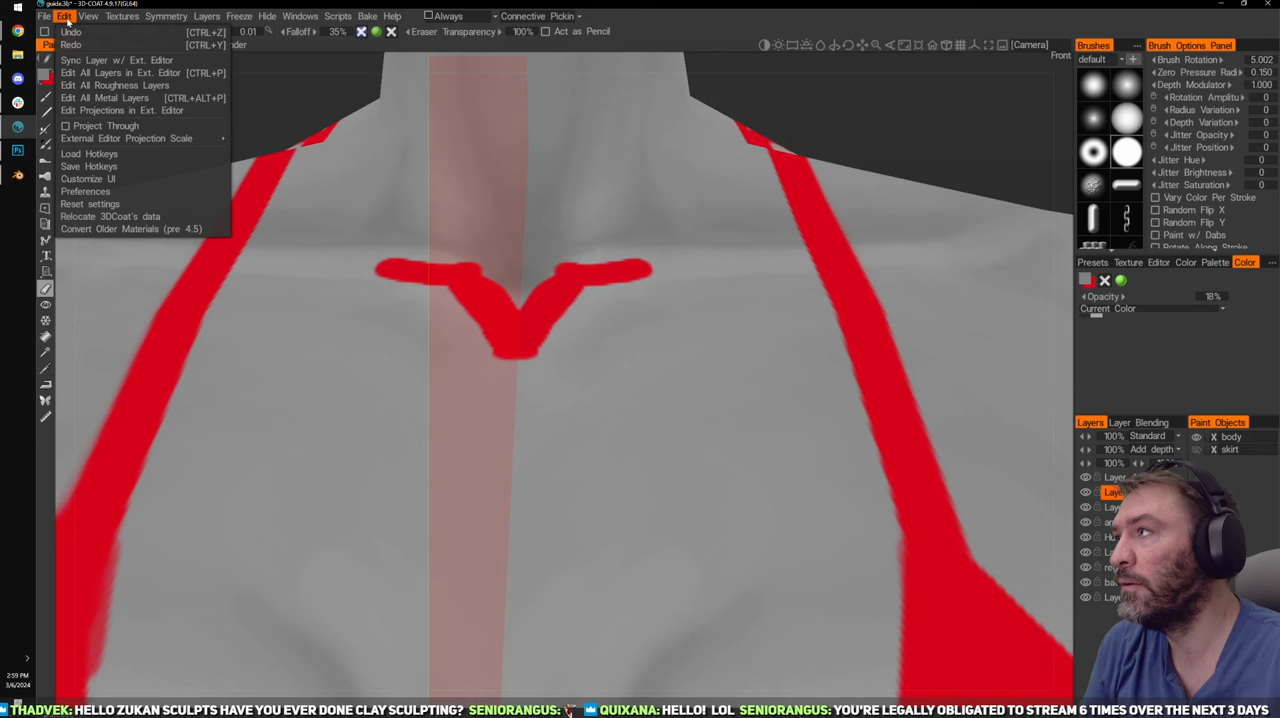 guide.3b* - 3D-COAT 4.9.17(GL64)
File Edit View Textures Symmetry Layers Freeze Hide Windows Scripts Bake Help Always Connective Pickin
0.01 Falloff 35% Eraser Transparency 100% As Pencil
[Camera]
Front
Undo [CTRL+Z]
Redo [CTRL+Y]
Sync Layer w/ Ext. Editor
Edit All Layers in Ext. Editor [CTRL+P]
Edit All Roughness Layers
Edit All Metal Layers [CTRL+ALT+P]
Edit Projections in Ext. Editor
Project Through
External Editor Projection Scale
Load Hotkeys
Save Hotkeys
Customize UI
Preferences
Reset settings
Relocate 3DCoat's data
Convert Older Materials (pre 4.5)
Brushes
default
Brush Options Panel
Brush Rotation 5.002
Zero Pressure Radi 0.150
Depth Modulator 1.000
Rotation Amplitu 0
Radius Variation 0
Depth Variation 0
Jitter Opacity 0
Jitter Position 0
Jitter Hue 0
Jitter Brightness 0
Jitter Saturation 0
Vary Color Per Stroke
Random Flip X
Random Flip Y
Paint w/ Dabs
Rotate Along Stroke
Presets Texture Editor Color Palette Color
Opacity 18%
Current Color
Layers Layer Blending
100% Standard
100% Add depth
100%
Paint Objects
X body
X skirt
2:59 PM
3/6/2024
THADVEK: HELLO ZUKAN SCULPTS HAVE YOU EVER DONE CLAY SCULPTING? SENIORANGUS: QUIXANA: HELLO! LOL SENIORANGUS: YOU'RE LEGALLY OBLIGATED TO STREAM 6 TIMES OVER THE NEXT 3 DAYS